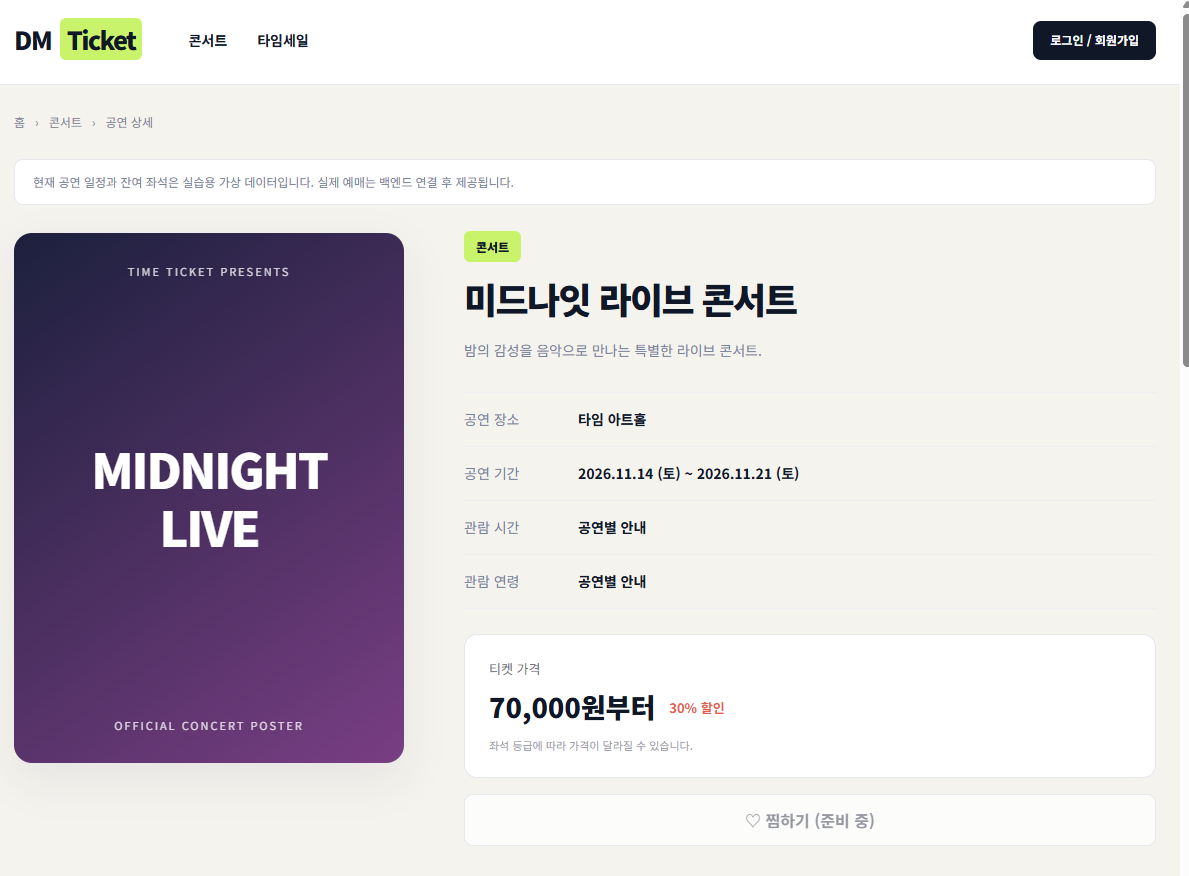 DM Ticket 콘서트 타임세일 로그인 / 회원가입
홈 › 콘서트 › 공연 상세
현재 공연 일정과 잔여 좌석은 실습용 가상 데이터입니다. 실제 예매는 백엔드 연결 후 제공됩니다.
TIME TICKET PRESENTS
MIDNIGHT
LIVE
OFFICIAL CONCERT POSTER
콘서트
미드나잇 라이브 콘서트
밤의 감성을 음악으로 만나는 특별한 라이브 콘서트.
공연 장소 타임 아트홀
공연 기간 2026.11.14 (토) ~ 2026.11.21 (토)
관람 시간 공연별 안내
관람 연령 공연별 안내
티켓 가격
70,000원부터 30% 할인
좌석 등급에 따라 가격이 달라질 수 있습니다.
♡ 찜하기 (준비 중)